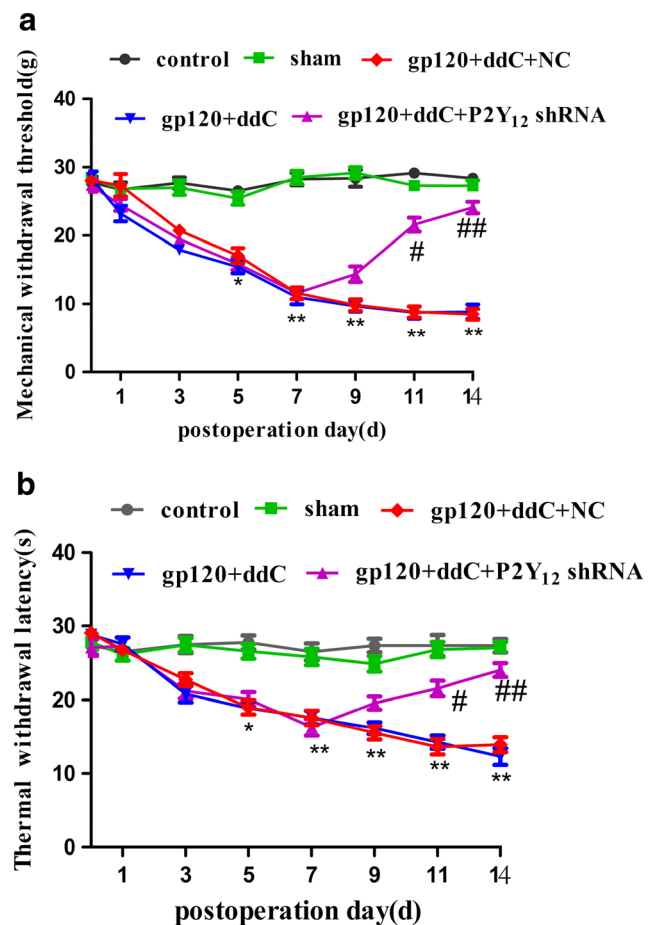 a
control sham gp120+ddC+NC
gp120+ddC gp120+ddC+P2Y12 shRNA
Mechanical withdrawal threshold(g)
40
30
20
10
0
# ##
* ** ** ** **
1 3 5 7 9 11 14
postoperation day(d)
b
control sham gp120+ddC+NC
gp120+ddC gp120+ddC+P2Y12 shRNA
Thermal withdrawal latency(s)
40
30
20
10
0
# ##
* ** ** ** **
1 3 5 7 9 11 14
postoperation day(d)